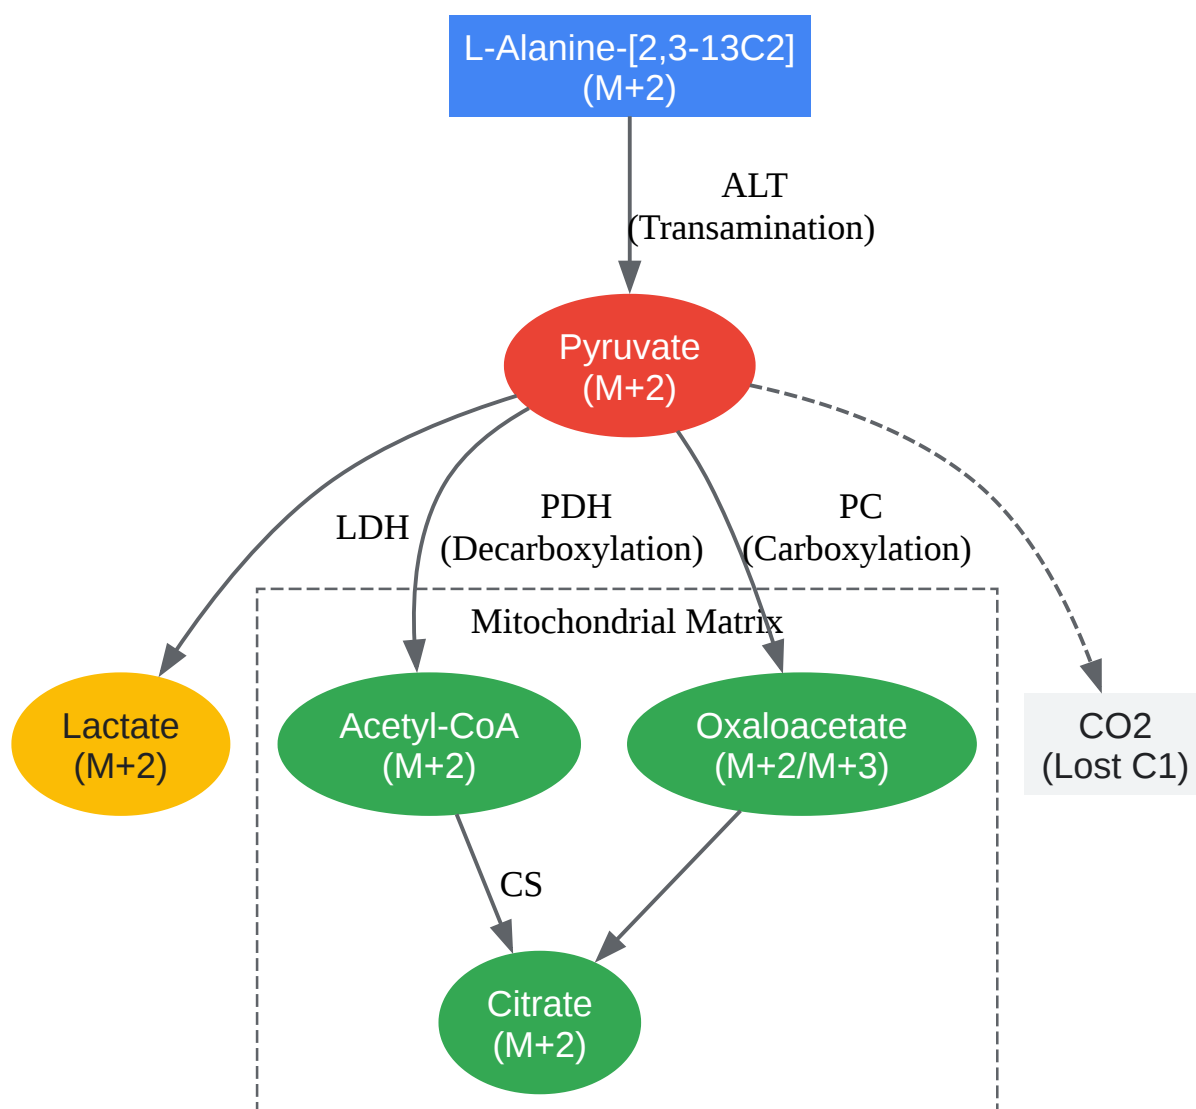 L-Alanine-[2,3-13C2]
(M+2)
ALT
(Transamination)
Pyruvate
(M+2)
LDH
PDH
(Decarboxylation)
PC
(Carboxylation)
Mitochondrial Matrix
Lactate
(M+2)
Acetyl-CoA
(M+2)
Oxaloacetate
(M+2/M+3)
CO2
(Lost C1)
CS
Citrate
(M+2)